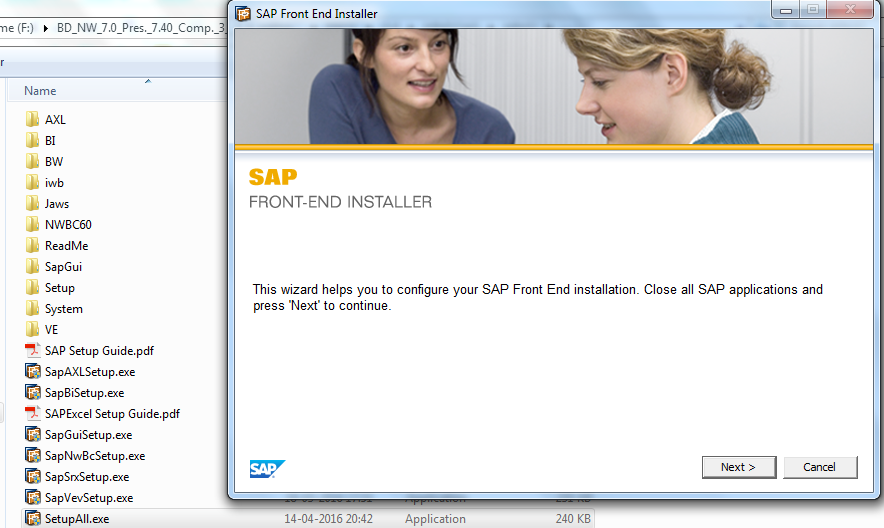 SAP Front End Installer
me (F:) ▸ BD_NW_7.0_Pres._7.40_Comp._3
r
Name
AXL
BI
BW
iwb
Jaws
NWBC60
ReadMe
SapGui
Setup
System
VE
SAP Setup Guide.pdf
SapAXLSetup.exe
SapBiSetup.exe
SAPExcel Setup Guide.pdf
SapGuiSetup.exe
SapNwBcSetup.exe
SapSrxSetup.exe
SapVevSetup.exe
SetupAll.exe 14-04-2016 20:42 Application 240 KB
SAP
FRONT-END INSTALLER
This wizard helps you to configure your SAP Front End installation. Close all SAP applications and
press 'Next' to continue.
SAP
Next >
Cancel